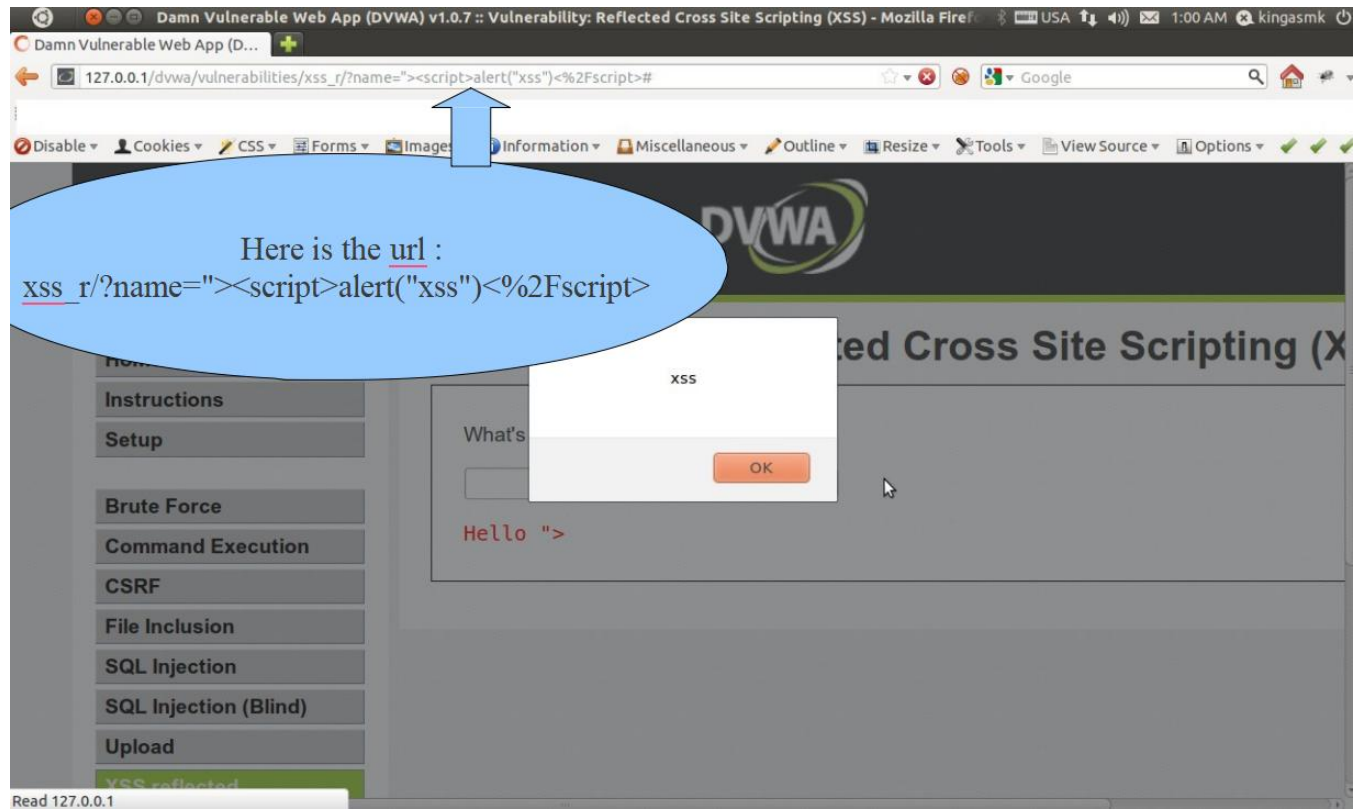 Damn Vulnerable Web App (DVWA) v1.0.7 :: Vulnerability: Reflected Cross Site Scripting (XSS) - Mozilla Firef USA 1:00 AM kingasmk
Damn Vulnerable Web App (D...
127.0.0.1/dvwa/vulnerabilities/xss_r/?name="><script>alert("xss")<%2Fscript># Google
Disable Cookies CSS Forms Images Information Miscellaneous Outline Resize Tools View Source Options
DVWA
Here is the url :
xss_r/?name="><script>alert("xss")<%2Fscript>
ted Cross Site Scripting (X
xss
Instructions
What's
Setup
OK
Brute Force
Hello ">
Command Execution
CSRF
File Inclusion
SQL Injection
SQL Injection (Blind)
Upload
XSS reflected
Read 127.0.0.1